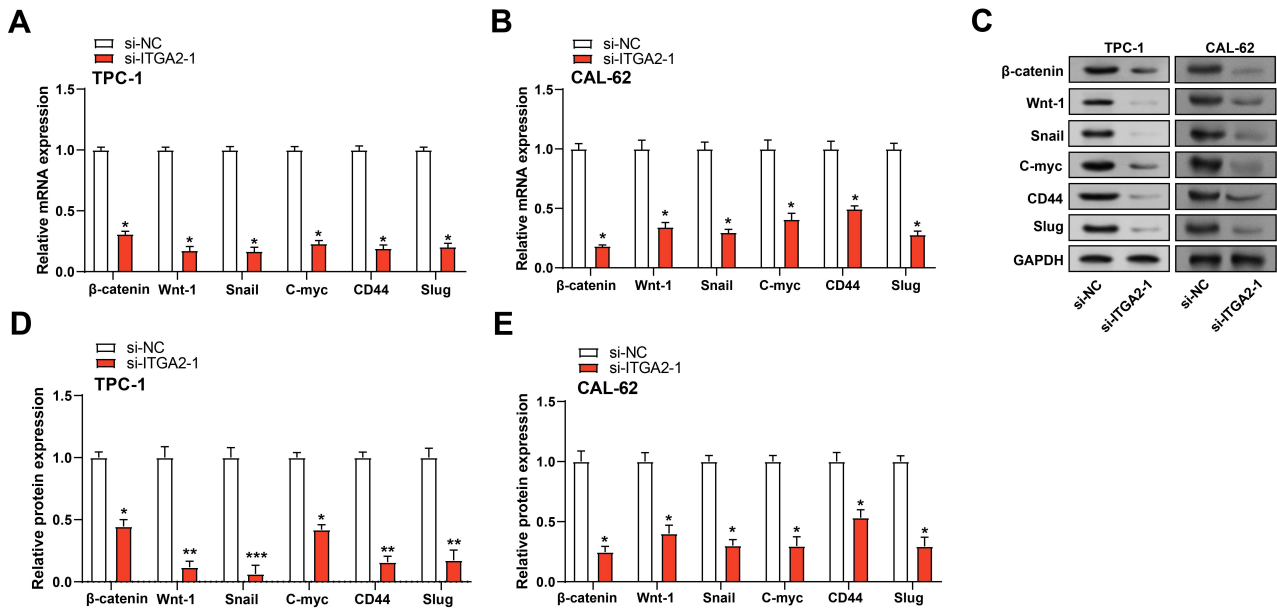 A
si-NC
si-ITGA2-1
TPC-1
Relative mRNA expression
1.5
1.0
0.5
0.0
* * * * * *
β-catenin Wnt-1 Snail C-myc CD44 Slug
B
si-NC
si-ITGA2-1
CAL-62
Relative mRNA expression
1.5
1.0
0.5
0.0
* * * * * *
β-catenin Wnt-1 Snail C-myc CD44 Slug
C
TPC-1 CAL-62
β-catenin
Wnt-1
Snail
C-myc
CD44
Slug
GAPDH
si-NC si-ITGA2-1 si-NC si-ITGA2-1
D
si-NC
si-ITGA2-1
TPC-1
Relative protein expression
1.5
1.0
0.5
0.0
* ** *** * ** **
β-catenin Wnt-1 Snail C-myc CD44 Slug
E
si-NC
si-ITGA2-1
CAL-62
Relative protein expression
1.5
1.0
0.5
0.0
* * * * * *
β-catenin Wnt-1 Snail C-myc CD44 Slug